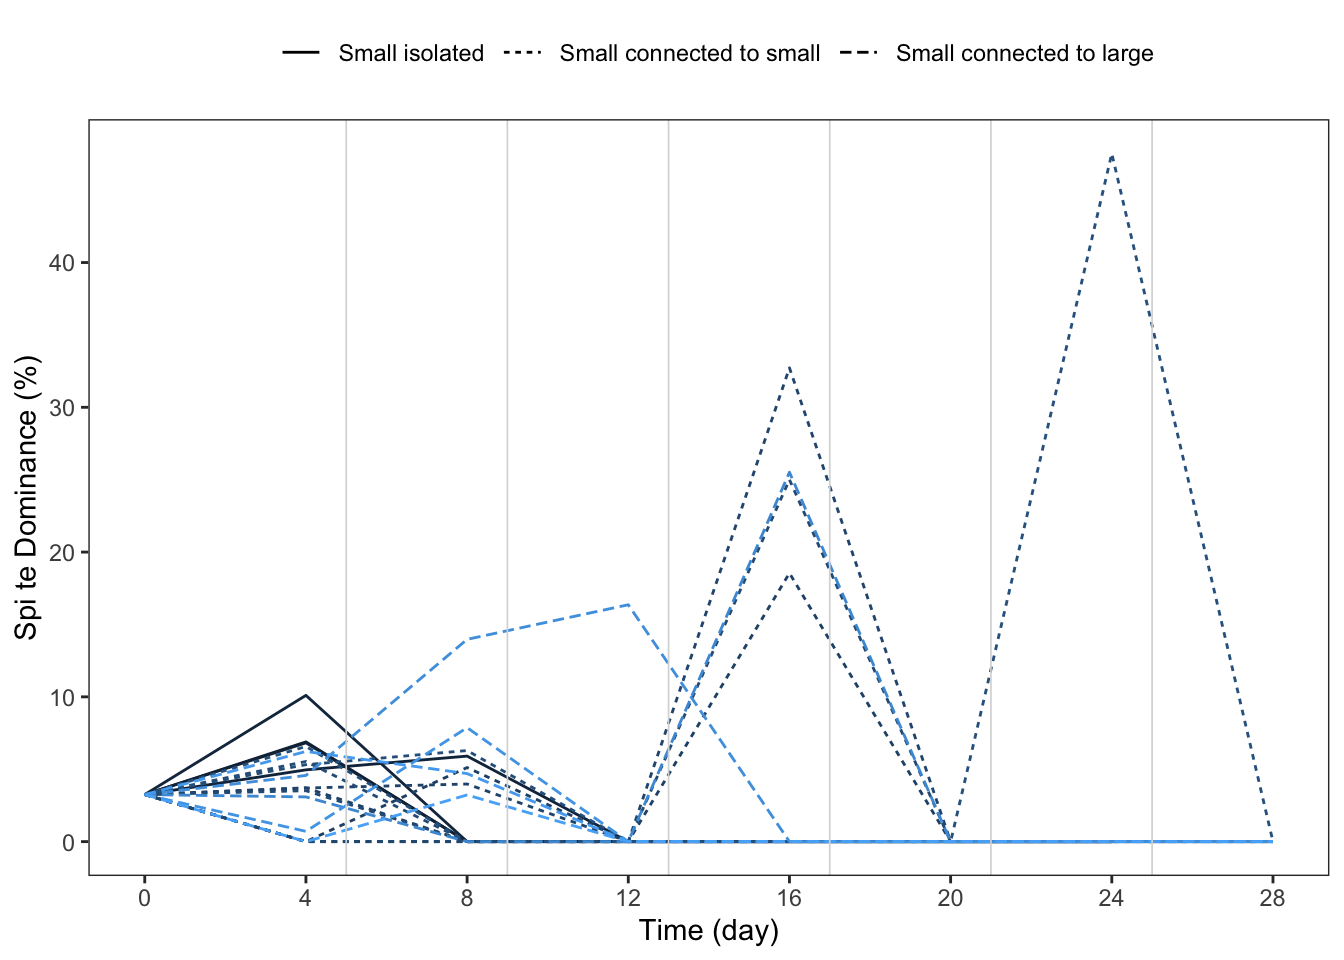 Small isolated Small connected to small Small connected to large
Spi te Dominance (%)
40
30
20
10
0
0 4 8 12 16 20 24 28
Time (day)